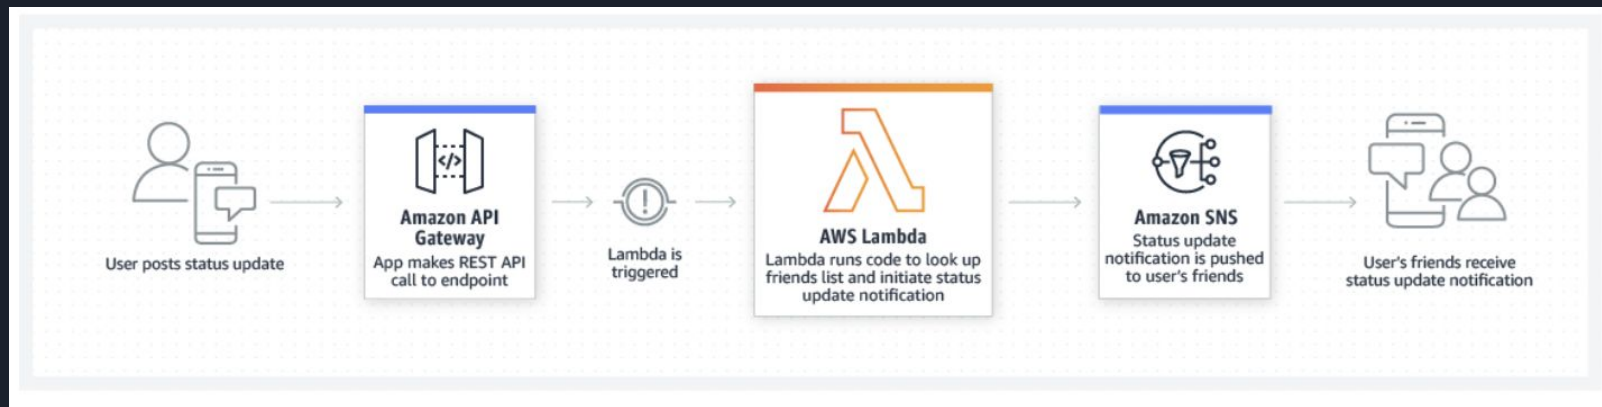 User posts status update
</>
Amazon API
Gateway
App makes REST API
call to endpoint
Lambda is
triggered
AWS Lambda
Lambda runs code to look up
friends list and initiate status
update notification
Amazon SNS
Status update
notification is pushed
to user's friends
User's friends receive
status update notification